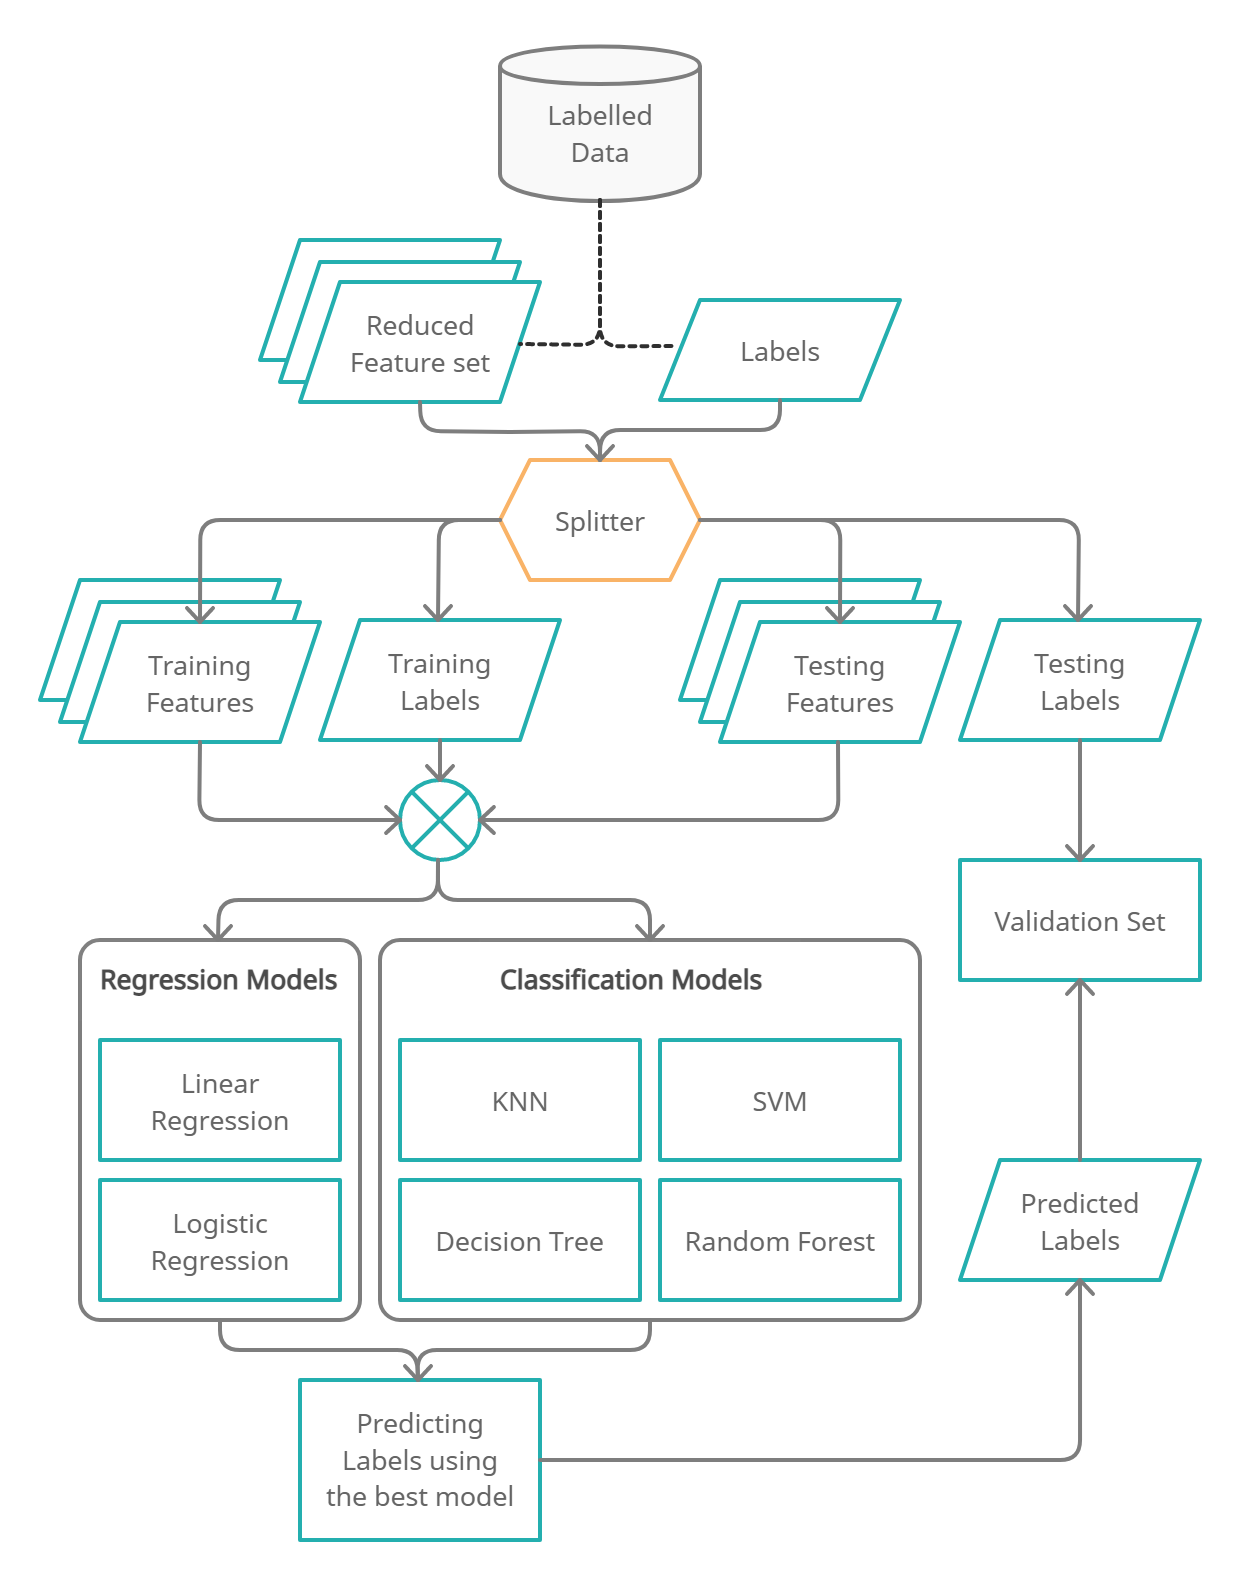 Labelled
Data
Reduced
Feature set
Labels
Splitter
Training
Features
Training
Labels
Testing
Features
Testing
Labels
Validation Set
Regression Models
Linear
Regression
Logistic
Regression
Classification Models
KNN
SVM
Decision Tree
Random Forest
Predicted
Labels
Predicting
Labels using
the best model